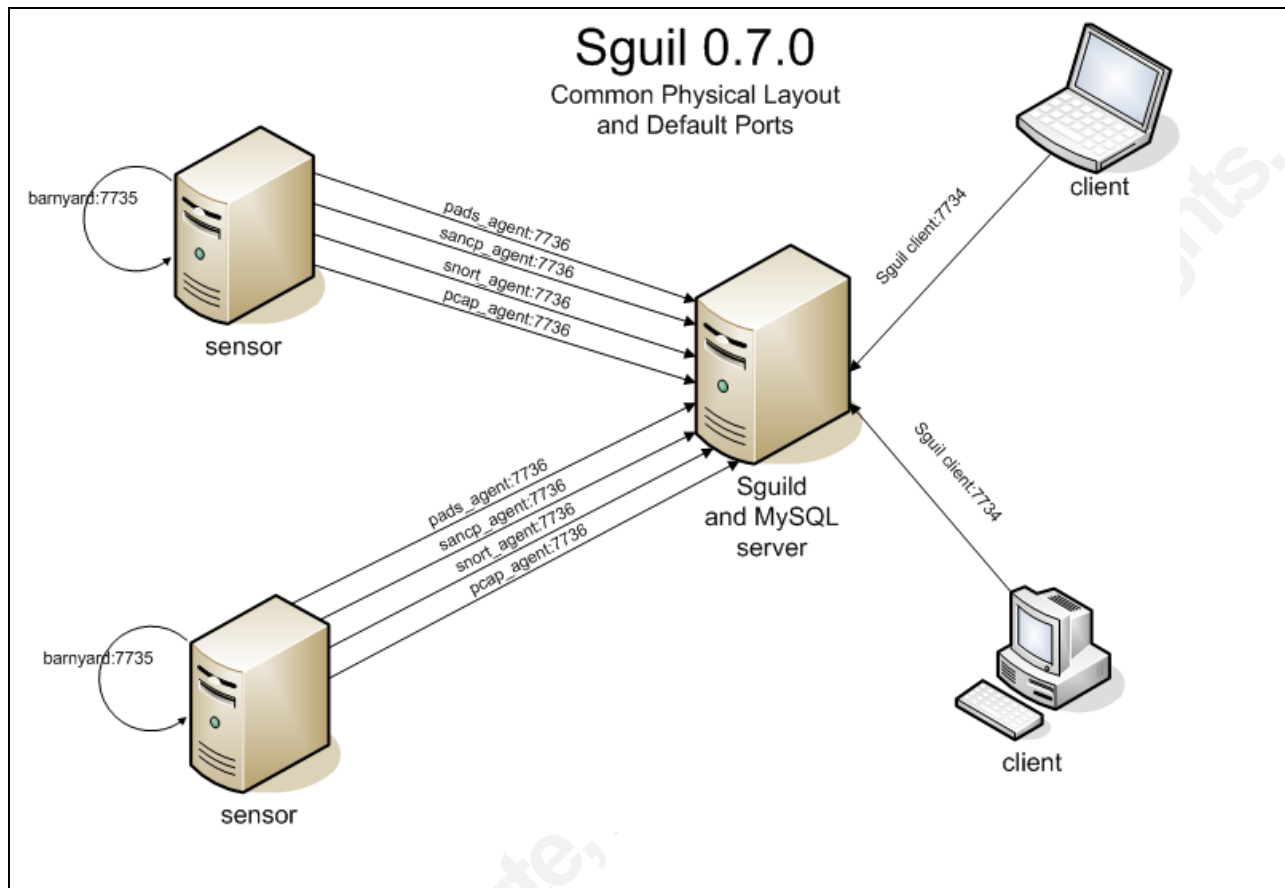 Sguil 0.7.0
Common Physical Layout
and Default Ports
client
barnyard:7735
pads_agent:7736
sancp_agent:7736
snort_agent:7736
pcap_agent:7736
sensor
Sguil client:7734
Sguild
and MySQL
server
Sguil client:7734
pads_agent:7736
sancp_agent:7736
snort_agent:7736
pcap_agent:7736
barnyard:7735
sensor
client